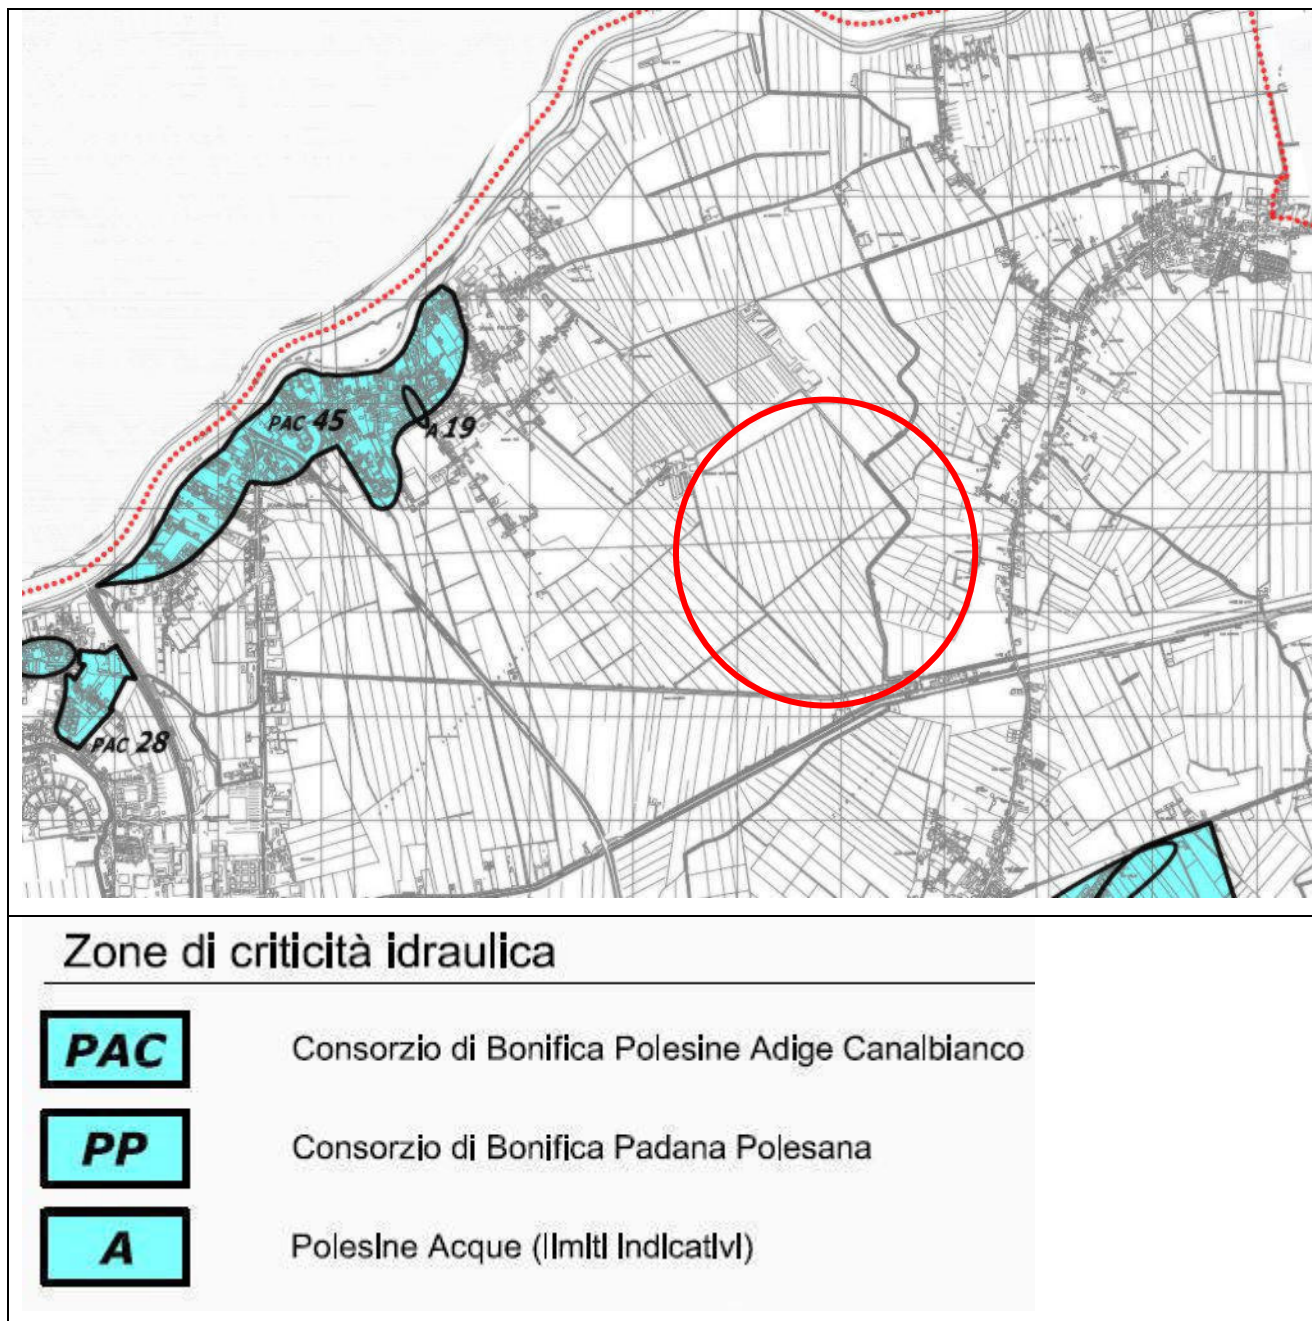 PAC 45
A 19
PAC 28
Zone di criticità idraulica
PAC
Consorzio di Bonifica Polesine Adige Canalbianco
PP
Consorzio di Bonifica Padana Polesana
A
Polesine Acque (limiti indicativi)